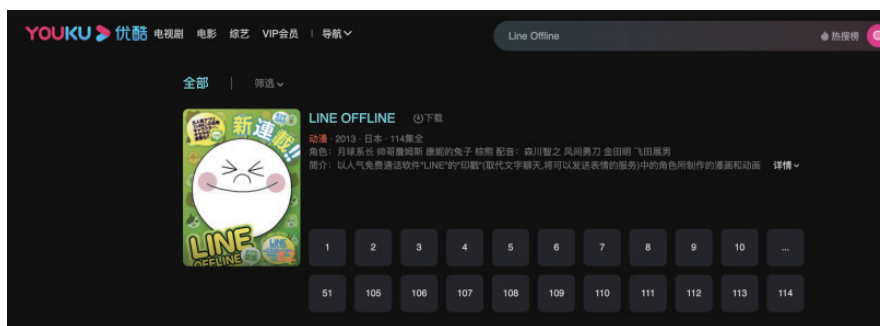 YOUKU 优酷 电视剧 电影 综艺 VIP会员 导航
Line Offline
热搜榜
全部 筛选
新連載!!
LINE
OFFLINE
LINE OFFLINE 下载
动漫 · 2013 · 日本 · 114集全
角色: 月球系长 帅哥詹姆斯 康妮的兔子 棕熊 配音: 森川智之 风间勇刀 金田明 飞田展男
简介: 以人气免费通话软件"LINE"的"印戳"(取代文字聊天,将可以发送表情的服务)中的角色所制作的漫画和动画 详情
1 2 3 4 5 6 7 8 9 10 ...
51 105 106 107 108 109 110 111 112 113 114